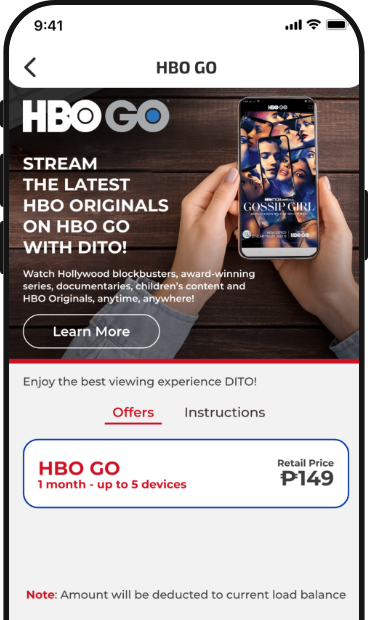 9:41
HBO GO
HBO GO
STREAM
THE LATEST
HBO ORIGINALS
ON HBO GO
WITH DITO!
Watch Hollywood blockbusters, award-winning
series, documentaries, children's content and
HBO Originals, anytime, anywhere!
Learn More
HBO GO
GOSSIP GIRL
Enjoy the best viewing experience DITO!
Offers Instructions
HBO GO
1 month - up to 5 devices
Retail Price
₱149
Note: Amount will be deducted to current load balance